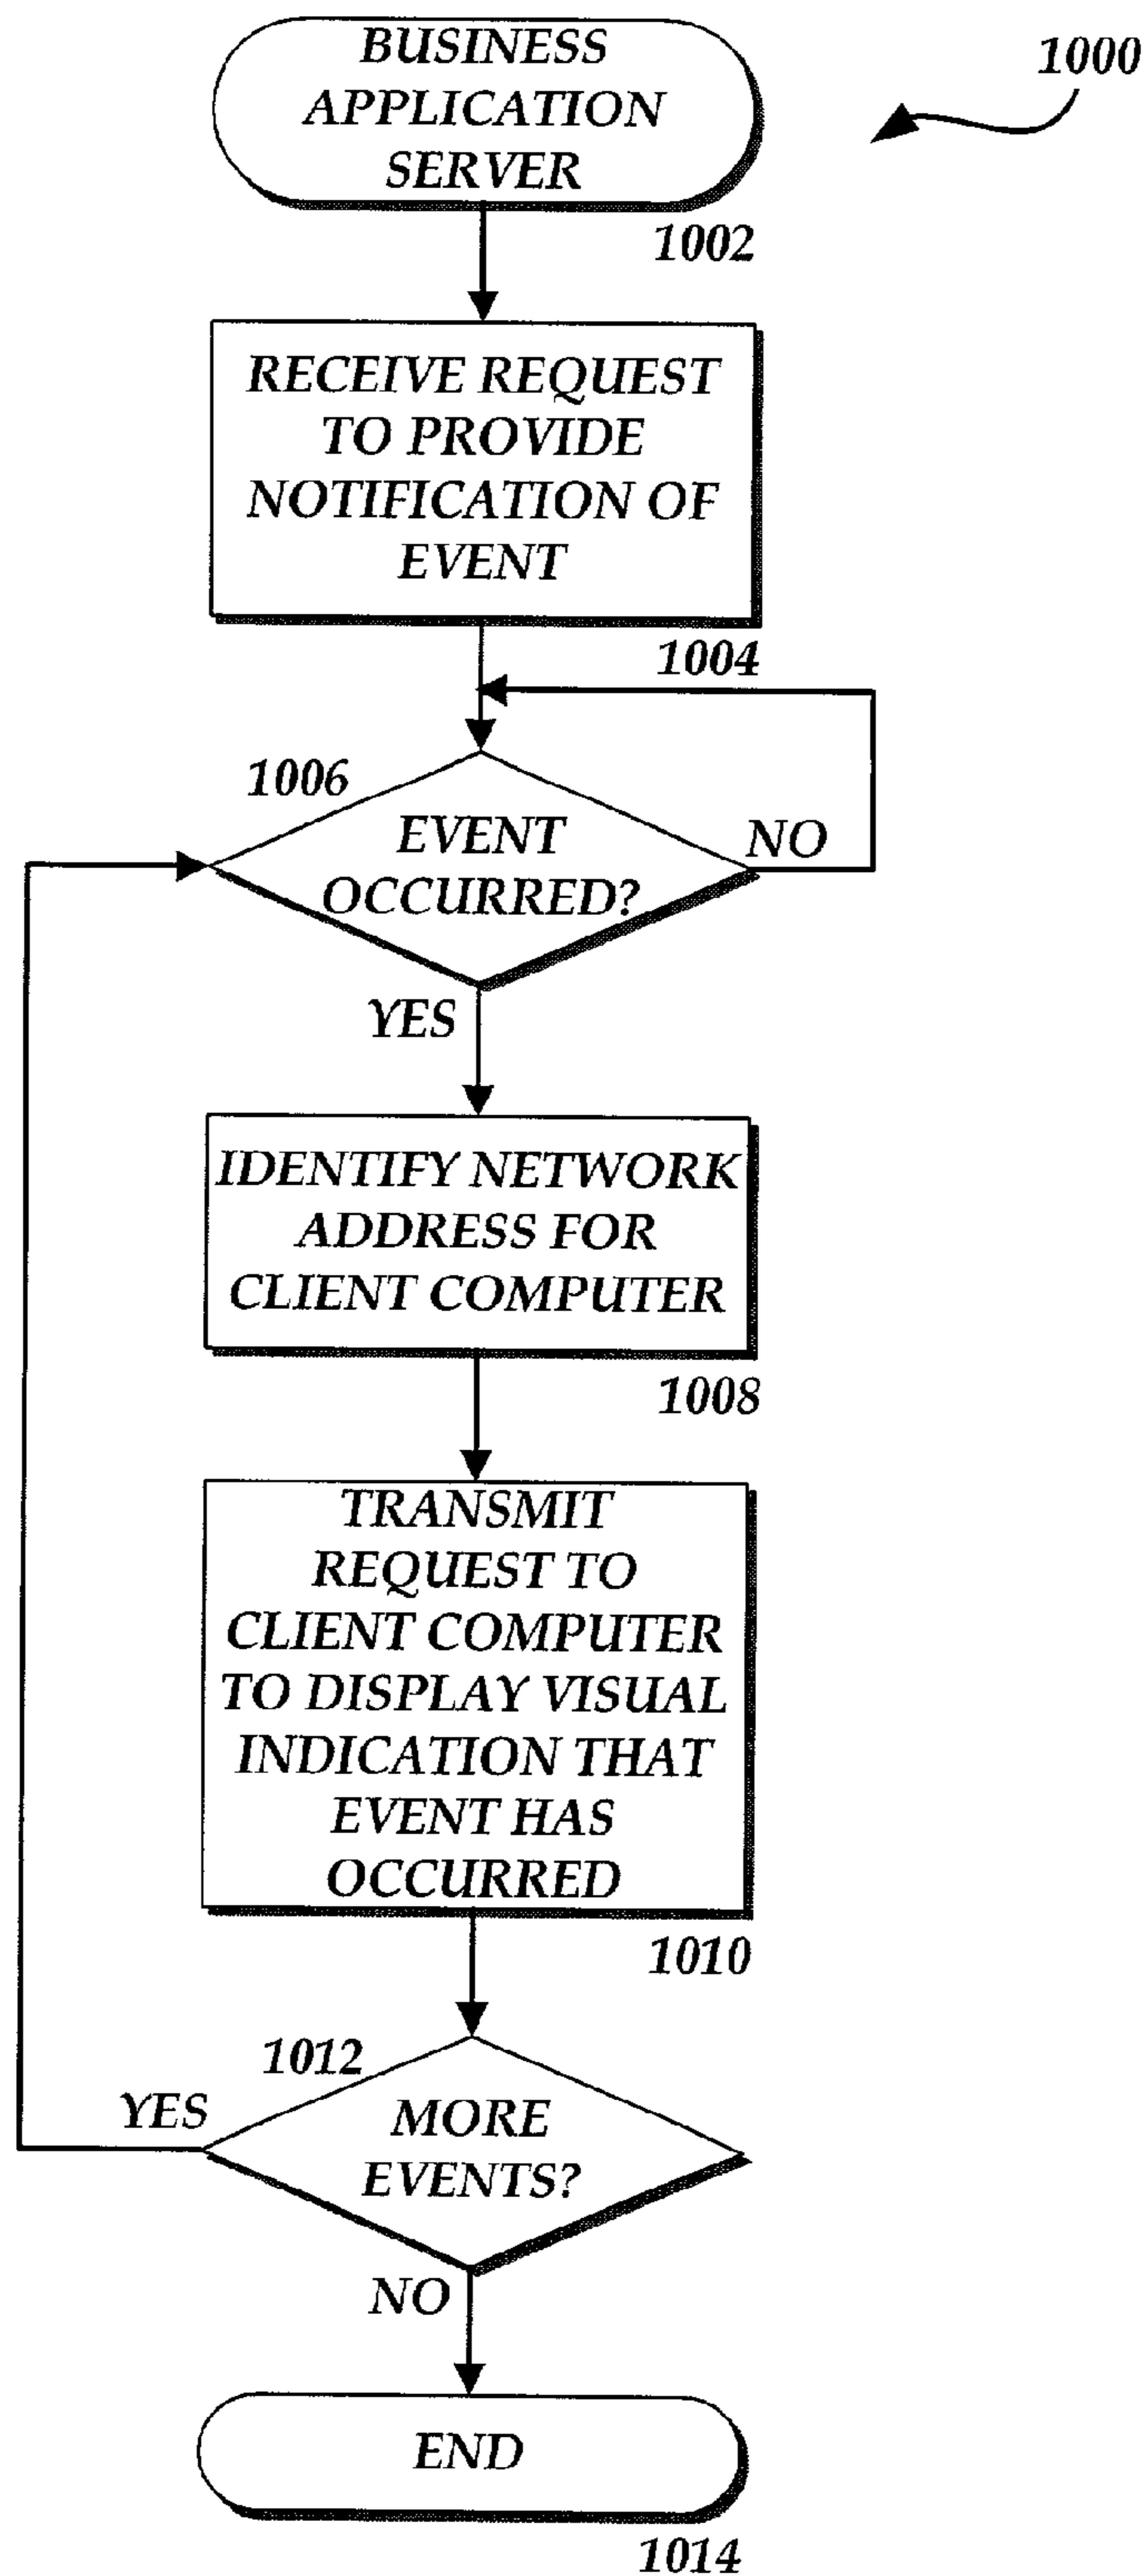 BUSINESS
APPLICATION
SERVER
1000
1002
RECEIVE REQUEST
TO PROVIDE
NOTIFICATION OF
EVENT
1004
1006
EVENT
OCCURRED?
NO
YES
IDENTIFY NETWORK
ADDRESS FOR
CLIENT COMPUTER
1008
TRANSMIT
REQUEST TO
CLIENT COMPUTER
TO DISPLAY VISUAL
INDICATION THAT
EVENT HAS
OCCURRED
1010
1012
YES
MORE
EVENTS?
NO
END
1014